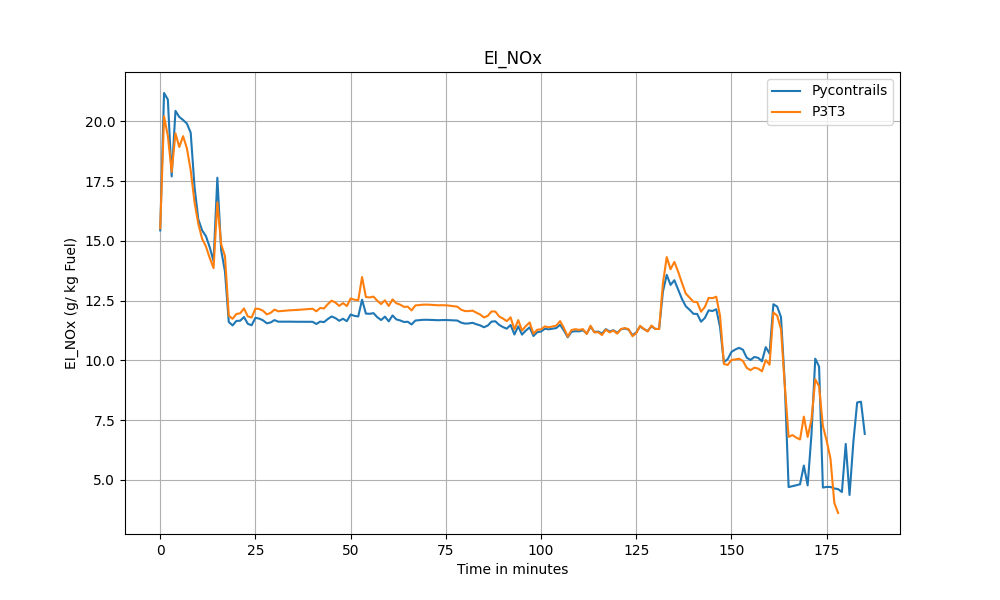 EI_NOx
Pycontrails
P3T3
EI_NOx (g/ kg Fuel)
20.0
17.5
15.0
12.5
10.0
7.5
5.0
0 25 50 75 100 125 150 175
Time in minutes